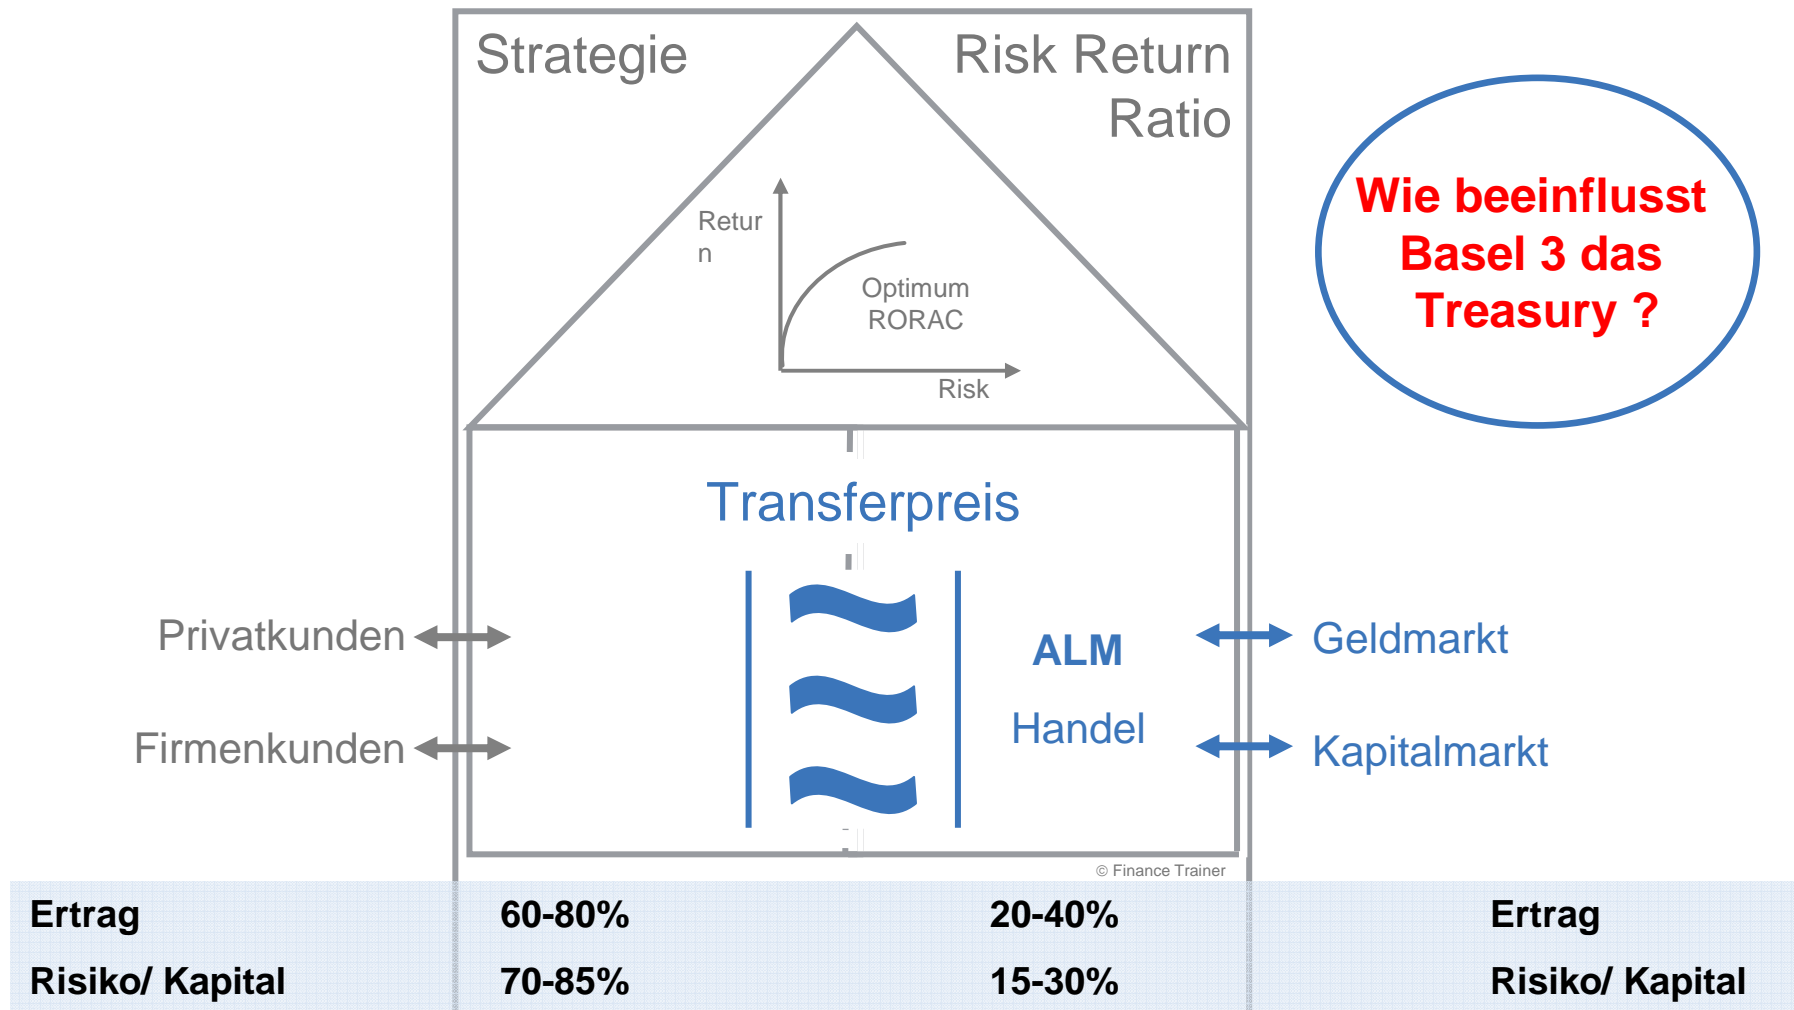 Strategie
Risk Return
Ratio
Wie beeinflusst
Basel 3 das
Treasury ?
Retur
n
Optimum
RORAC
Risk
Transferpreis
Privatkunden
ALM
Geldmarkt
Firmenkunden
Handel
Kapitalmarkt
© Finance Trainer
Ertrag 60-80% 20-40% Ertrag
Risiko/ Kapital 70-85% 15-30% Risiko/ Kapital